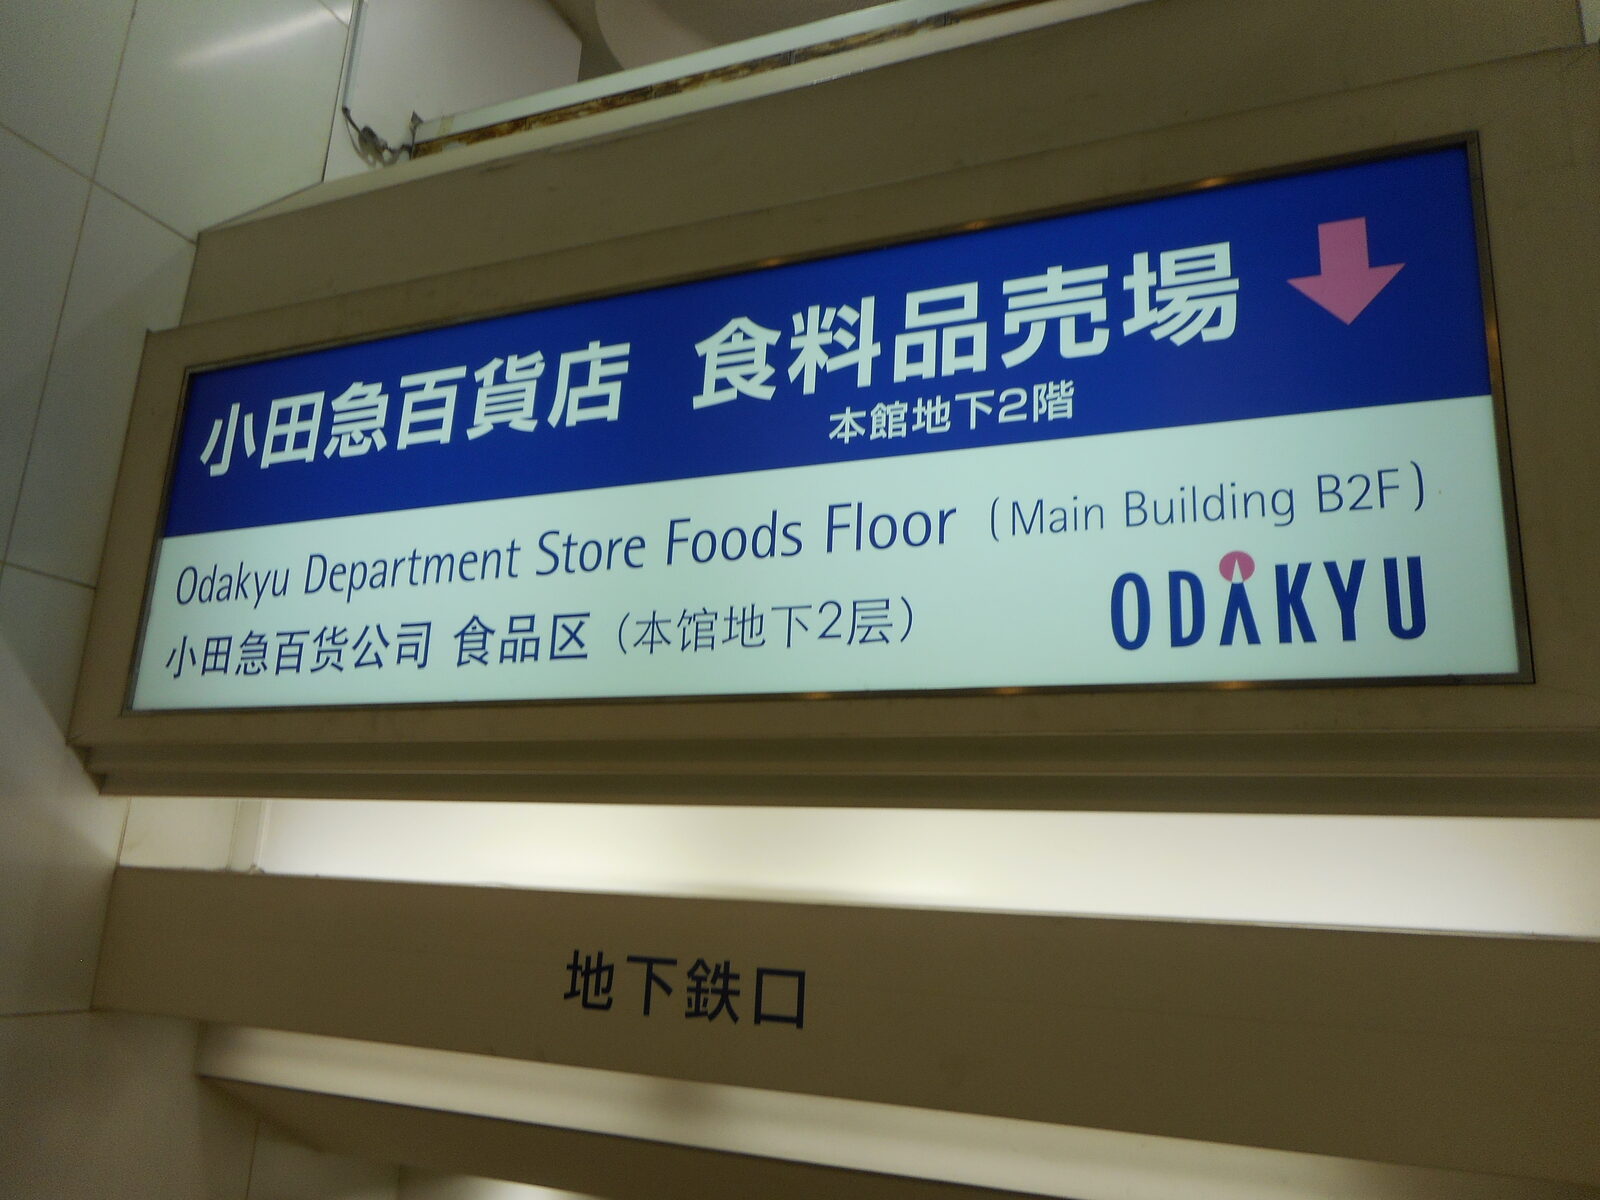 小田急百貨店 食料品売場
本館地下2階
Odakyu Department Store Foods Floor (Main Building B2F)
小田急百货公司 食品区 (本馆地下2层)
ODAKYU
地下鉄口